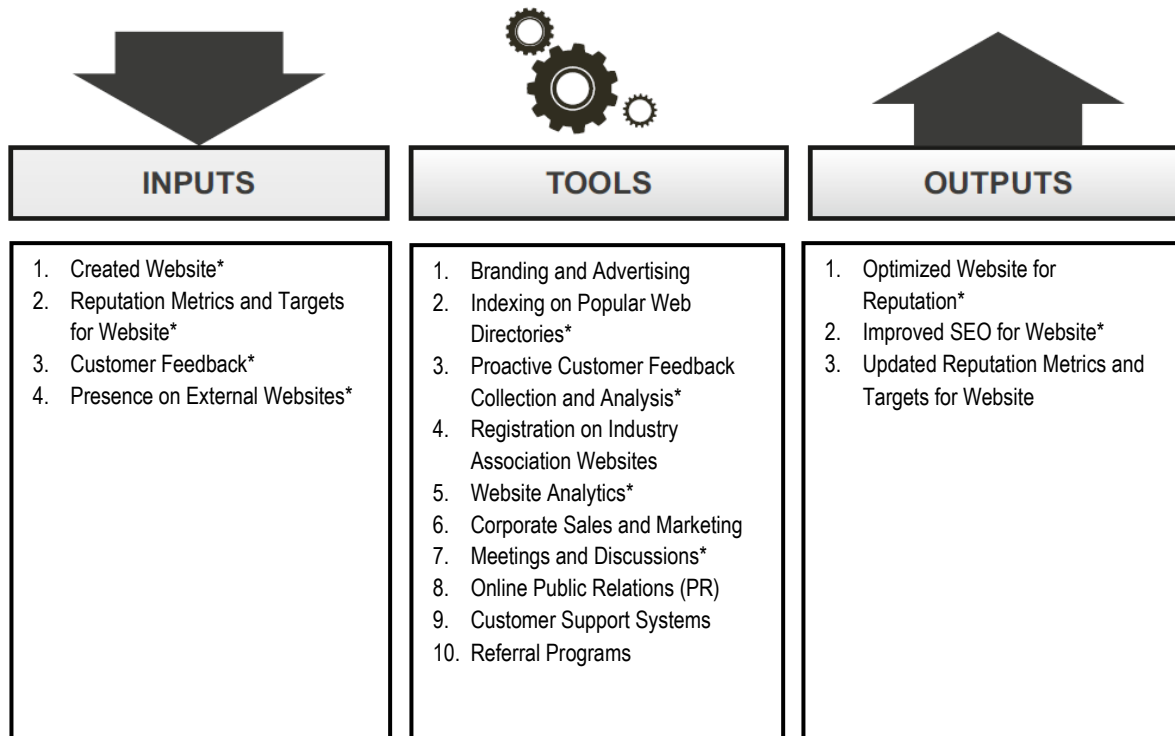 INPUTS
1. Created Website*
2. Reputation Metrics and Targets
for Website*
3. Customer Feedback*
4. Presence on External Websites*
TOOLS
1. Branding and Advertising
2. Indexing on Popular Web
Directories*
3. Proactive Customer Feedback
Collection and Analysis*
4. Registration on Industry
Association Websites
5. Website Analytics*
6. Corporate Sales and Marketing
7. Meetings and Discussions*
8. Online Public Relations (PR)
9. Customer Support Systems
10. Referral Programs
OUTPUTS
1. Optimized Website for
Reputation*
2. Improved SEO for Website*
3. Updated Reputation Metrics and
Targets for Website